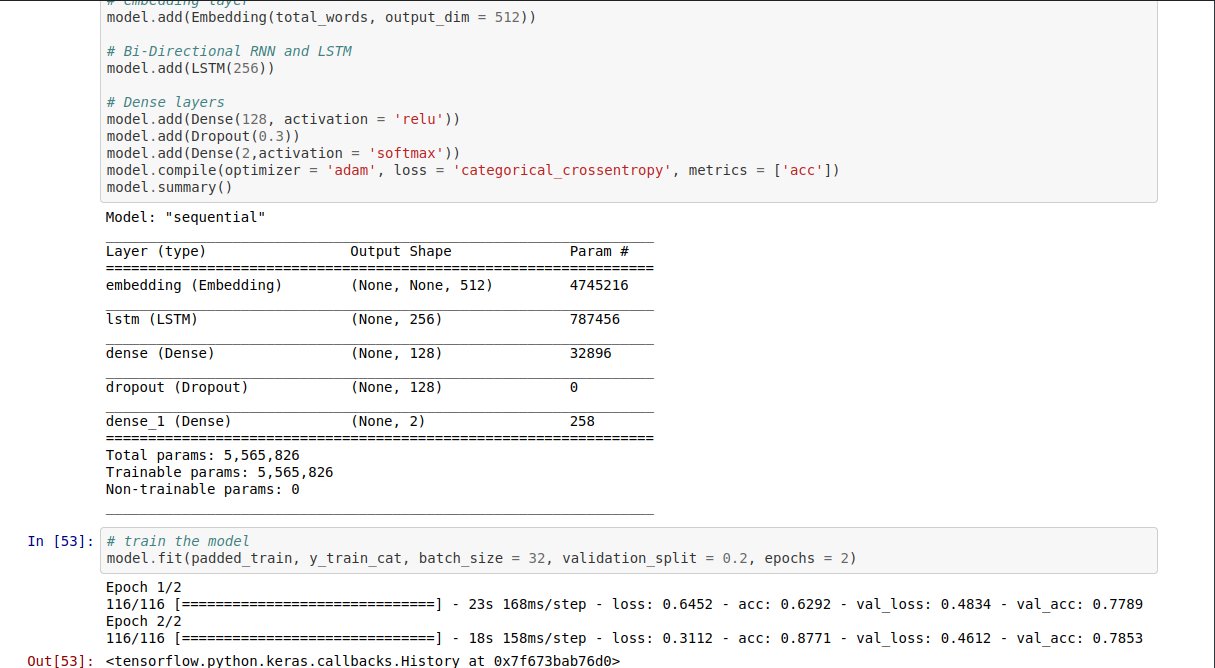 # embedding layer
model.add(Embedding(total_words, output_dim = 512))
# Bi-Directional RNN and LSTM
model.add(LSTM(256))
# Dense layers
model.add(Dense(128, activation = 'relu'))
model.add(Dropout(0.3))
model.add(Dense(2,activation = 'softmax'))
model.compile(optimizer = 'adam', loss = 'categorical_crossentropy', metrics = ['acc'])
model.summary()
Model: "sequential"
_________________________________________________________________
Layer (type)                 Output Shape              Param #
=================================================================
embedding (Embedding)        (None, None, 512)         4745216
_________________________________________________________________
lstm (LSTM)                  (None, 256)               787456
_________________________________________________________________
dense (Dense)                (None, 128)               32896
_________________________________________________________________
dropout (Dropout)            (None, 128)               0
_________________________________________________________________
dense_1 (Dense)              (None, 2)                 258
=================================================================
Total params: 5,565,826
Trainable params: 5,565,826
Non-trainable params: 0
_________________________________________________________________
In [53]: # train the model
model.fit(padded_train, y_train_cat, batch_size = 32, validation_split = 0.2, epochs = 2)
Epoch 1/2
116/116 [==============================] - 23s 168ms/step - loss: 0.6452 - acc: 0.6292 - val_loss: 0.4834 - val_acc: 0.7789
Epoch 2/2
116/116 [==============================] - 18s 158ms/step - loss: 0.3112 - acc: 0.8771 - val_loss: 0.4612 - val_acc: 0.7853
Out[53]: <tensorflow.python.keras.callbacks.History at 0x7f673bab76d0>